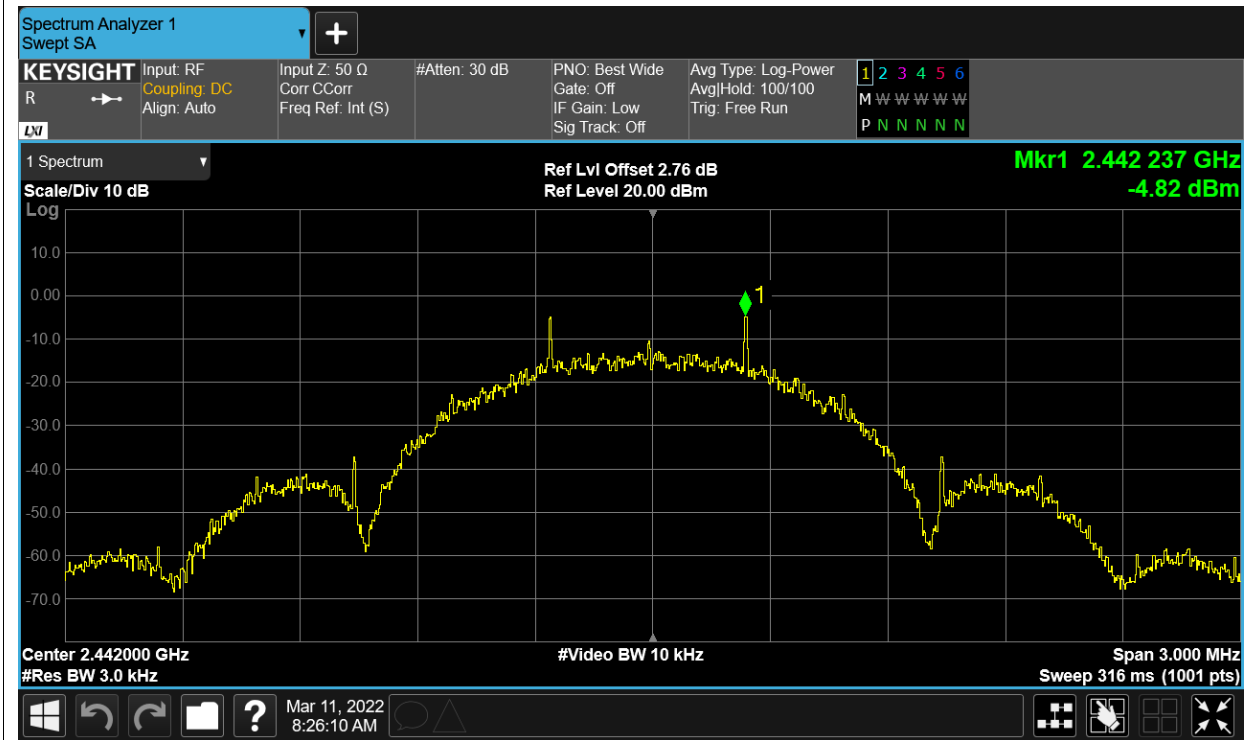 Spectrum Analyzer 1
Swept SA
KEYSIGHT
R
LXI
Input: RF
Coupling: DC
Align: Auto
Input Z: 50 Ω
Corr CCorr
Freq Ref: Int (S)
#Atten: 30 dB
PNO: Best Wide
Gate: Off
IF Gain: Low
Sig Track: Off
Avg Type: Log-Power
Avg|Hold: 100/100
Trig: Free Run
1 2 3 4 5 6
M W W W W W
P N N N N N
1 Spectrum
Scale/Div 10 dB
Log
Ref Lvl Offset 2.76 dB
Ref Level 20.00 dBm
Mkr1 2.442 237 GHz
-4.82 dBm
1
10.0
0.00
-10.0
-20.0
-30.0
-40.0
-50.0
-60.0
-70.0
Center 2.442000 GHz
#Res BW 3.0 kHz
#Video BW 10 kHz
Span 3.000 MHz
Sweep 316 ms (1001 pts)
?
Mar 11, 2022
8:26:10 AM